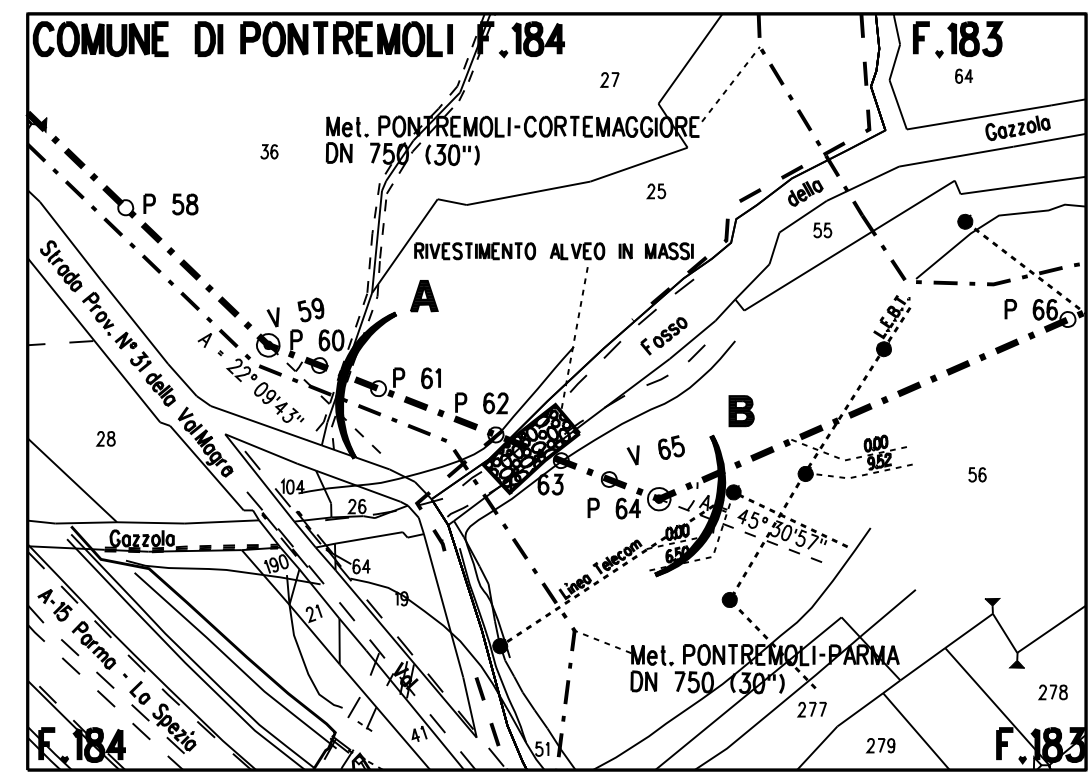 COMUNE DI PONTREMOLI F.184
F.183
64
27
Met. PONTREMOLI-CORTEMAGGIORE
DN 750 (30")
Gazzola
36
25
della
P 58
55
RIVESTIMENTO ALVEO IN MASSI
Strada Prov. N° 31 della Val Magra
V 59
A
P 66
P 60
Fosso
L.E.B.T.
A = 22° 09'43"
P 61
P 62
B
28
V 65
0.00
9.52
56
104
63
26
P 64
A = 45° 30'57"
Gazzola
0.00
6.50
Linea Telecom
190
64
21
19
A-15 Parma - La Spezia
Met. PONTREMOLI-PARMA
DN 750 (30")
Val
278
277
41
51
279
F.184
F.183